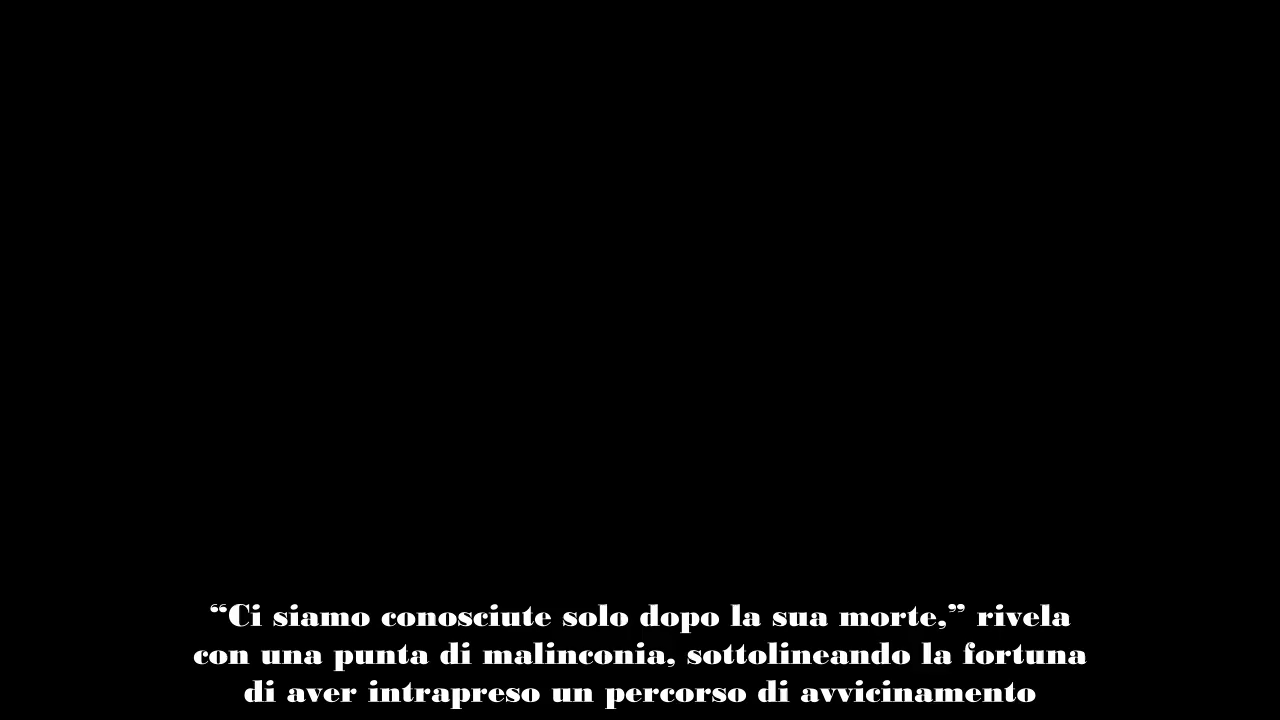 “Ci siamo conosciute solo dopo la sua morte,” rivela
con una punta di malinconia, sottolineando la fortuna
di aver intrapreso un percorso di avvicinamento